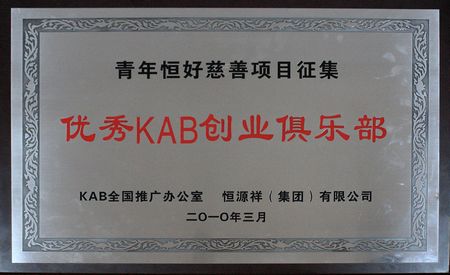 青年恒好慈善项目征集
优秀KAB创业俱乐部
KAB全国推广办公室 恒源祥（集团）有限公司
二〇一〇年三月